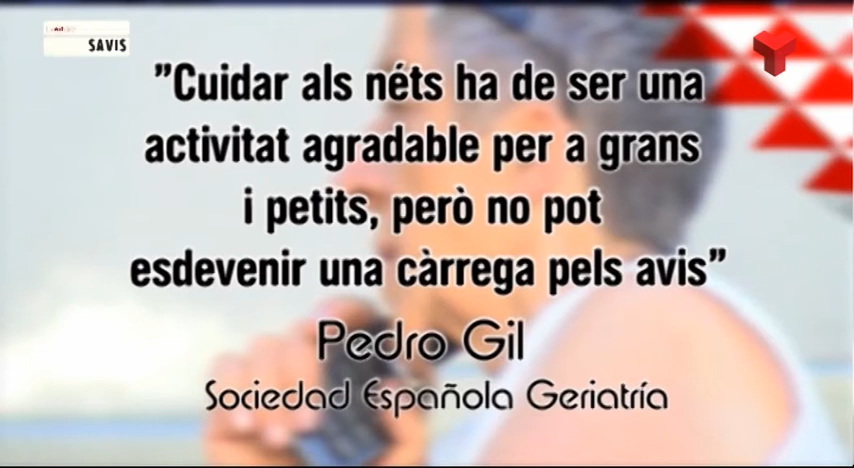 SAVIS
"Cuidar als néts ha de ser una
activitat agradable per a grans
i petits, però no pot
esdevenir una càrrega pels avis"
Pedro Gil
Sociedad Española Geriatría